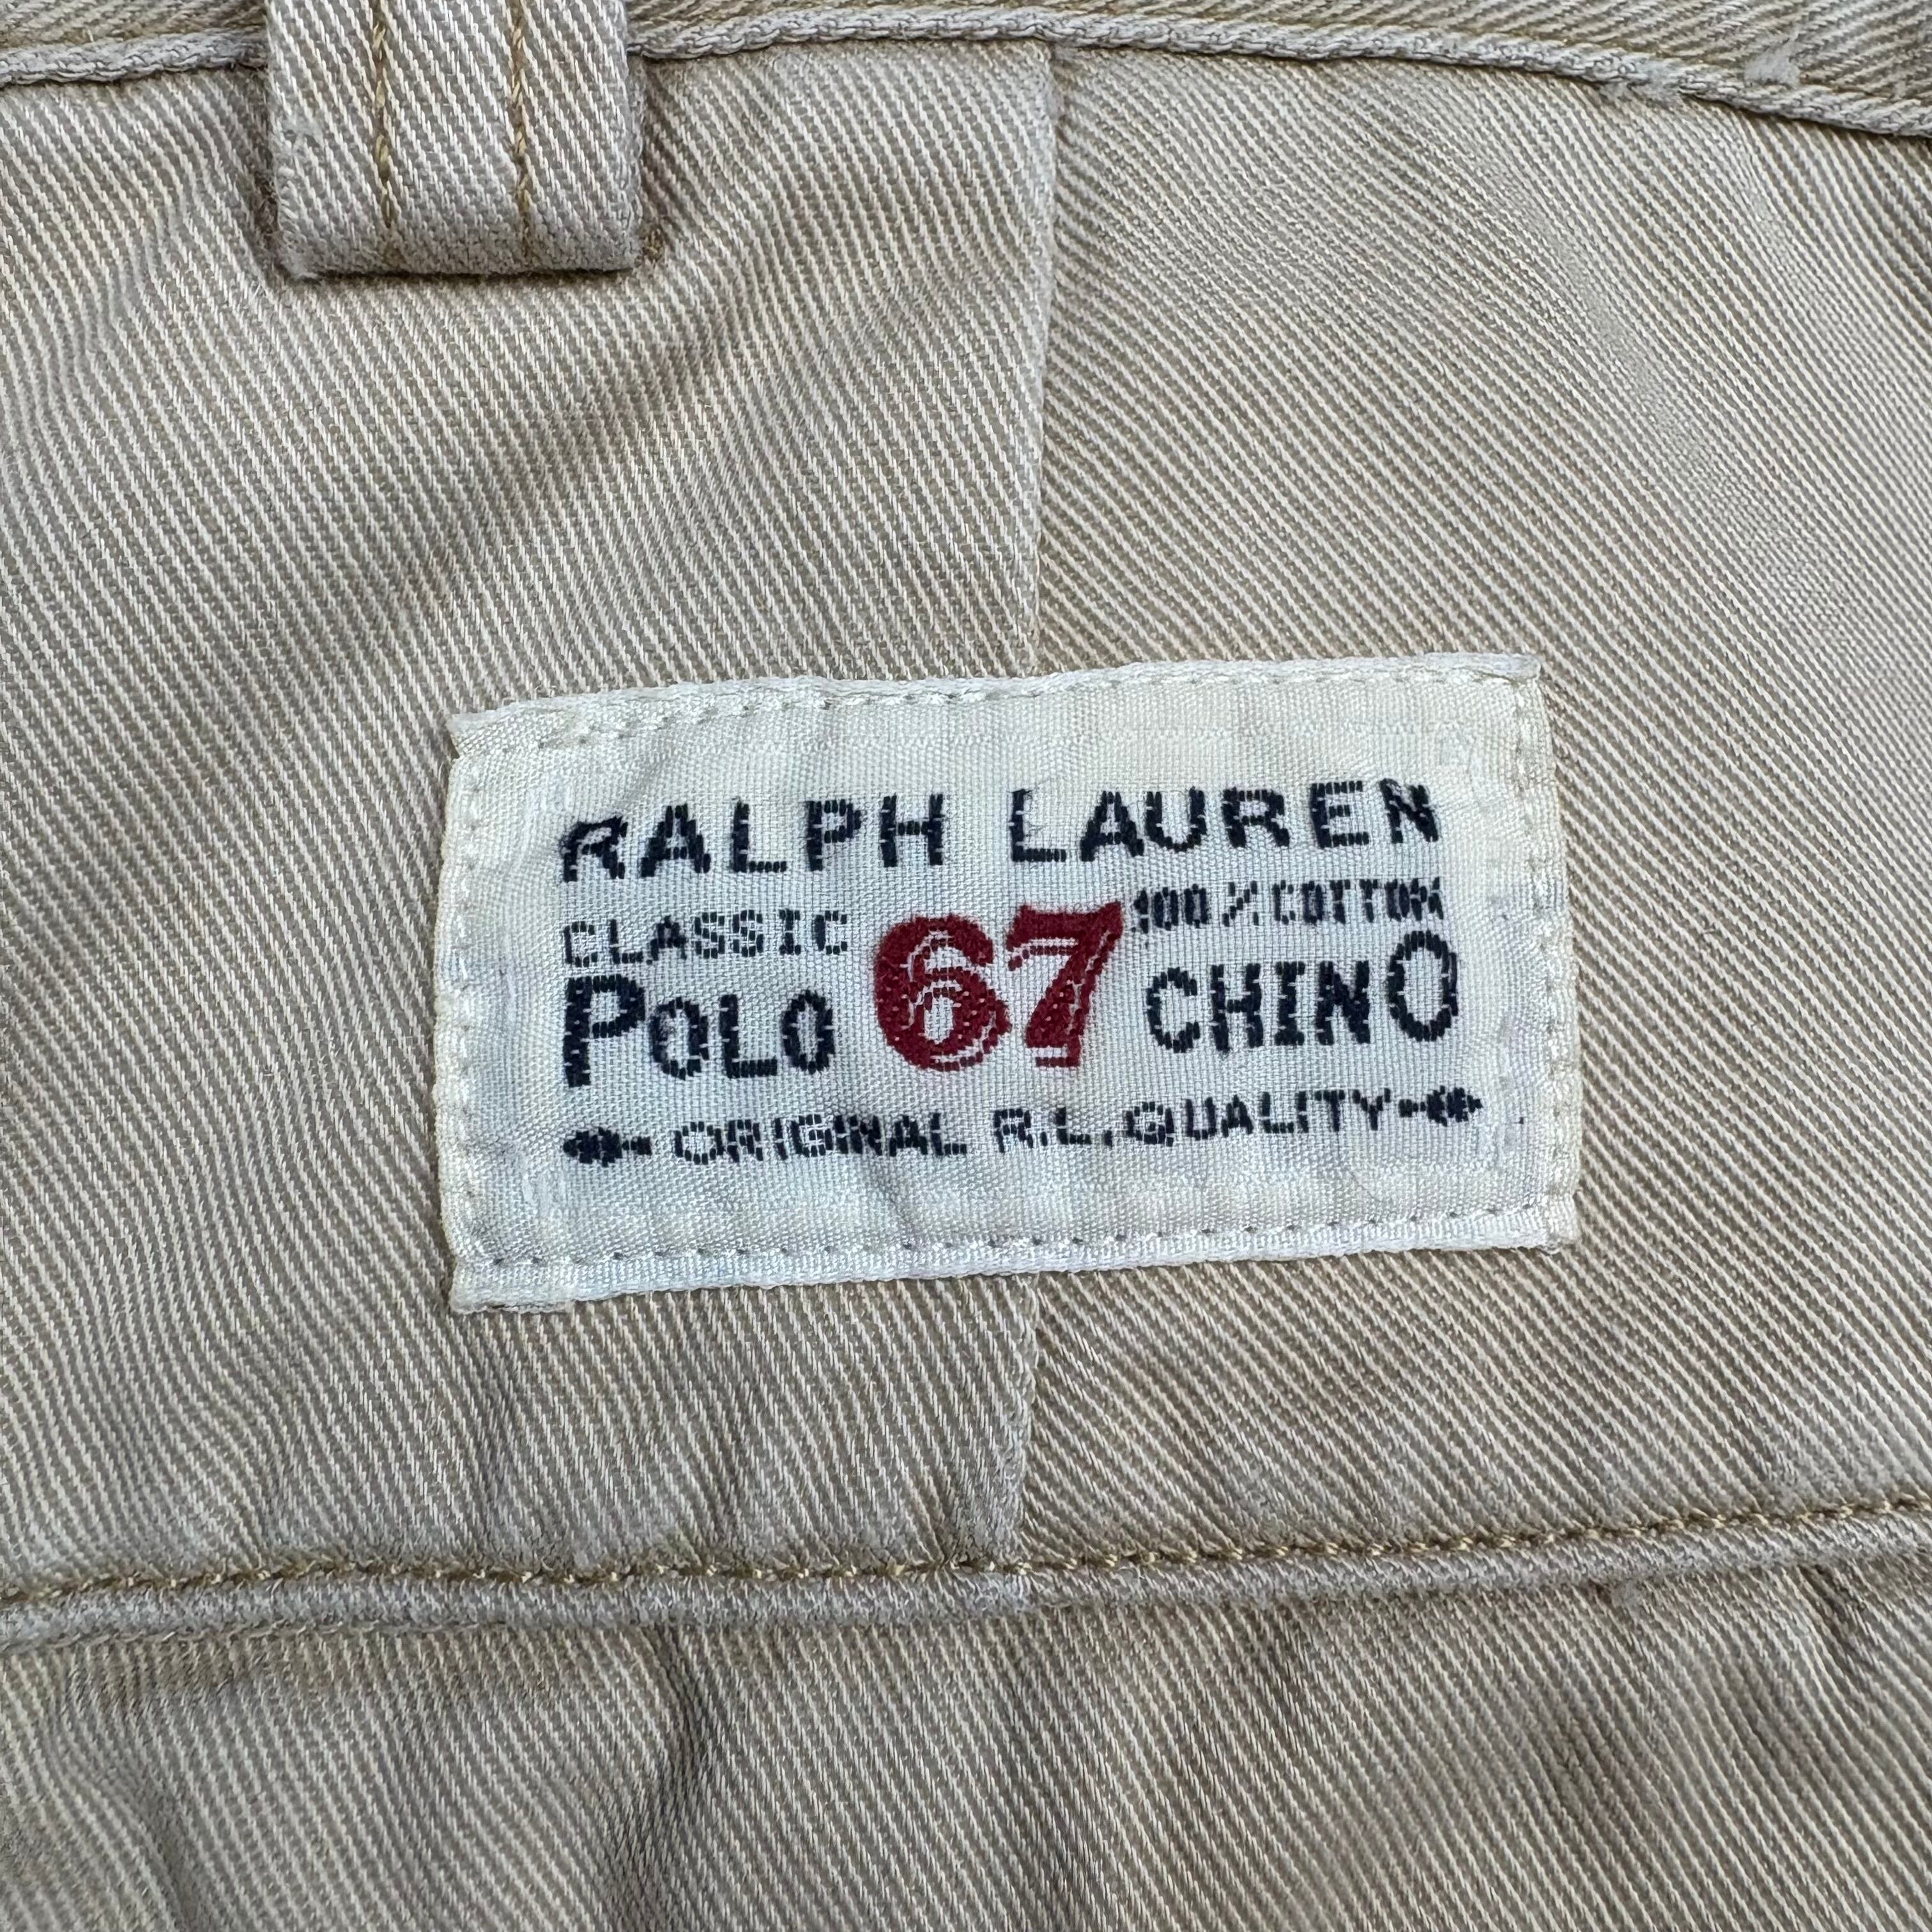 RALPH LAUREN
CLASSIC 67 100% COTTON
POLO CHINO
ORIGINAL R.L. QUALITY